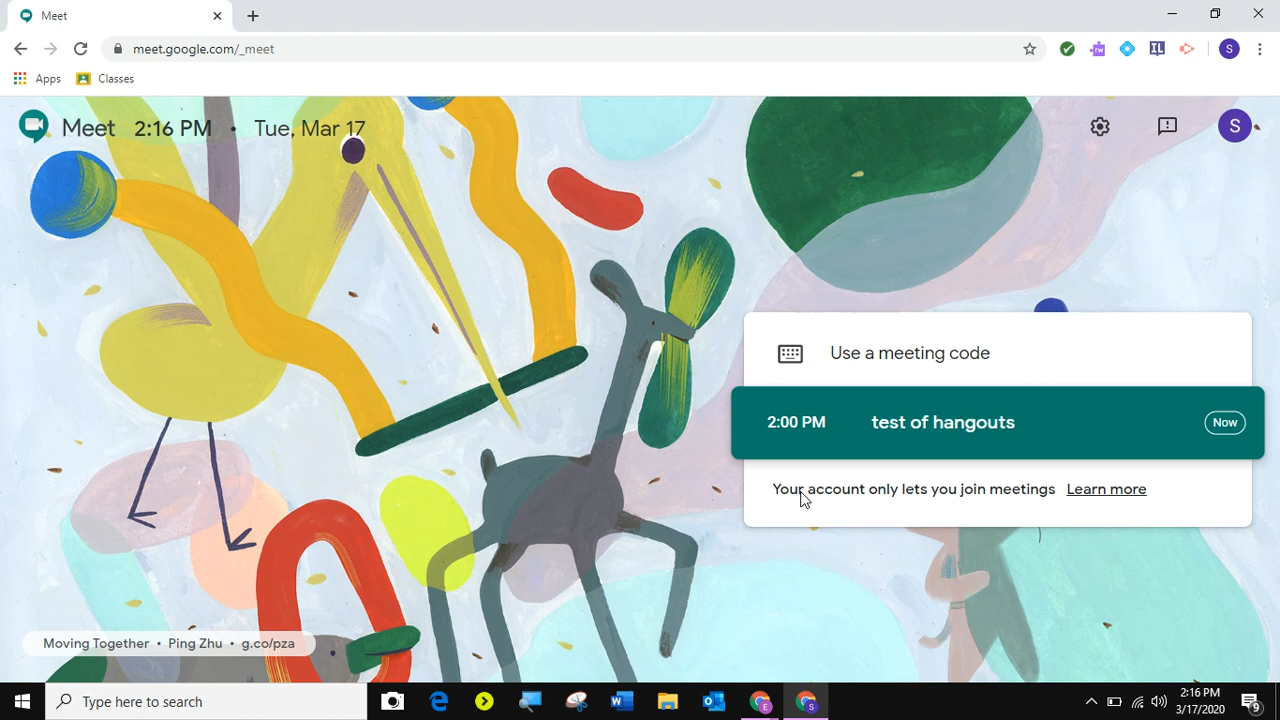 Meet
meet.google.com/_meet
S
Apps Classes
Meet 2:16 PM • Tue, Mar 17
S
Use a meeting code
2:00 PM test of hangouts Now
Your account only lets you join meetings Learn more
Moving Together • Ping Zhu • g.co/pza
Type here to search
2:16 PM
3/17/2020